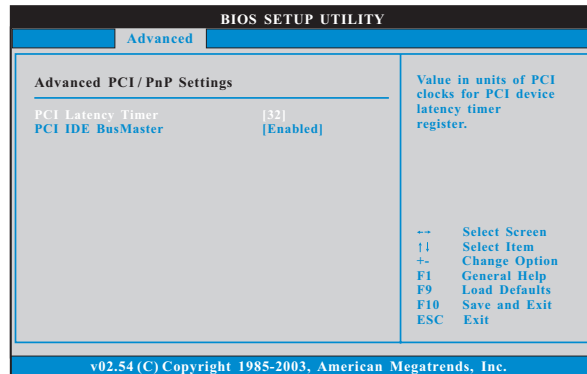 BIOS SETUP UTILITY
Advanced
Advanced PCI / PnP Settings
PCI Latency Timer [32]
PCI IDE BusMaster [Enabled]
Value in units of PCI
clocks for PCI device
latency timer
register.
←→ Select Screen
↑↓ Select Item
+- Change Option
F1 General Help
F9 Load Defaults
F10 Save and Exit
ESC Exit
v02.54 (C) Copyright 1985-2003, American Megatrends, Inc.